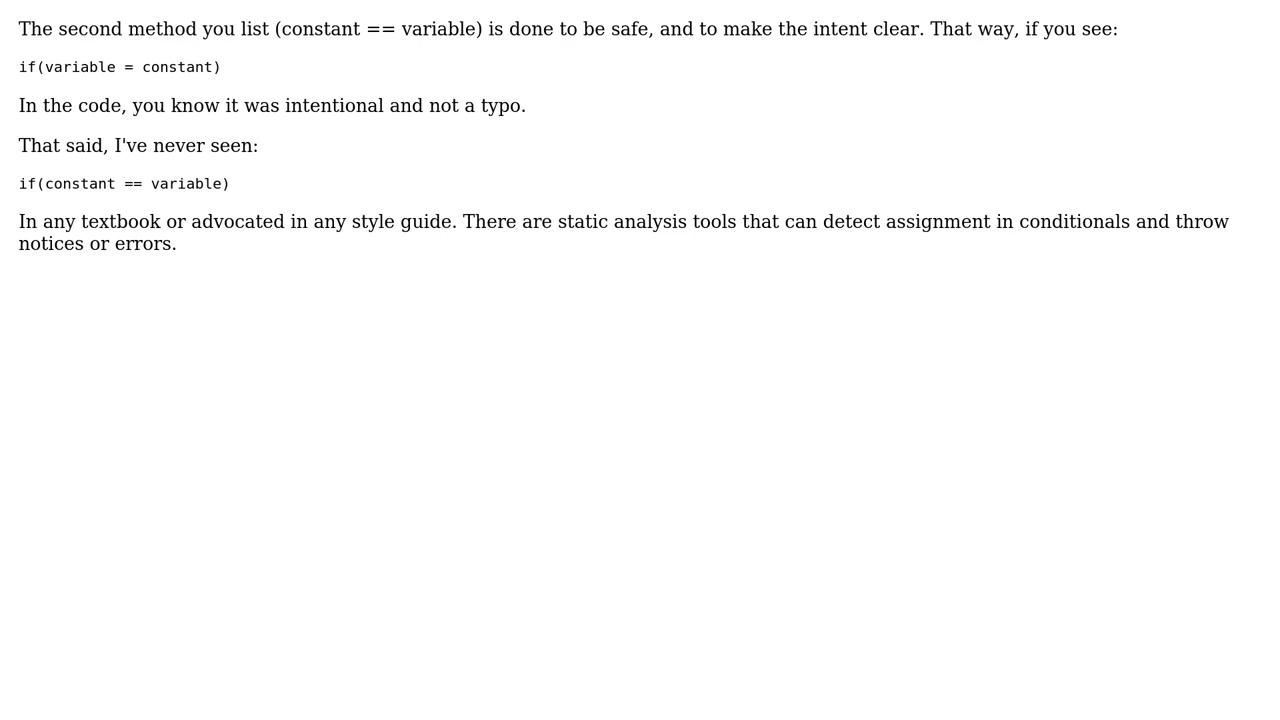 The second method you list (constant == variable) is done to be safe, and to make the intent clear. That way, if you see:
if(variable = constant)
In the code, you know it was intentional and not a typo.
That said, I've never seen:
if(constant == variable)
In any textbook or advocated in any style guide. There are static analysis tools that can detect assignment in conditionals and throw
notices or errors.